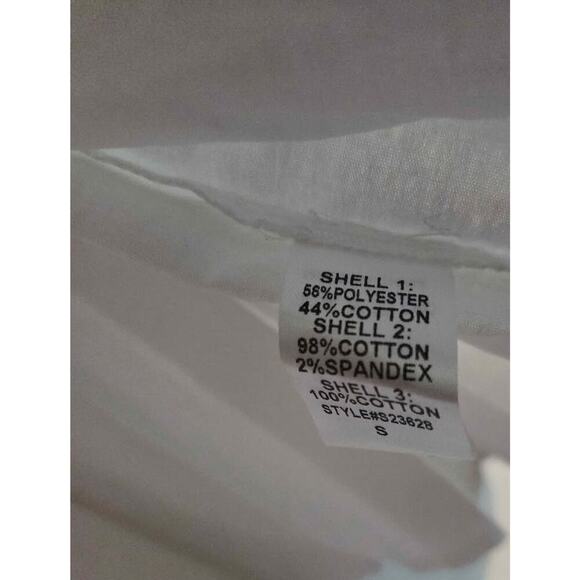 SHELL 1:
56%POLYESTER
44%COTTON
SHELL 2:
98%COTTON
2%SPANDEX
SHELL 3:
100%COTTON
STYLE#S23628
S